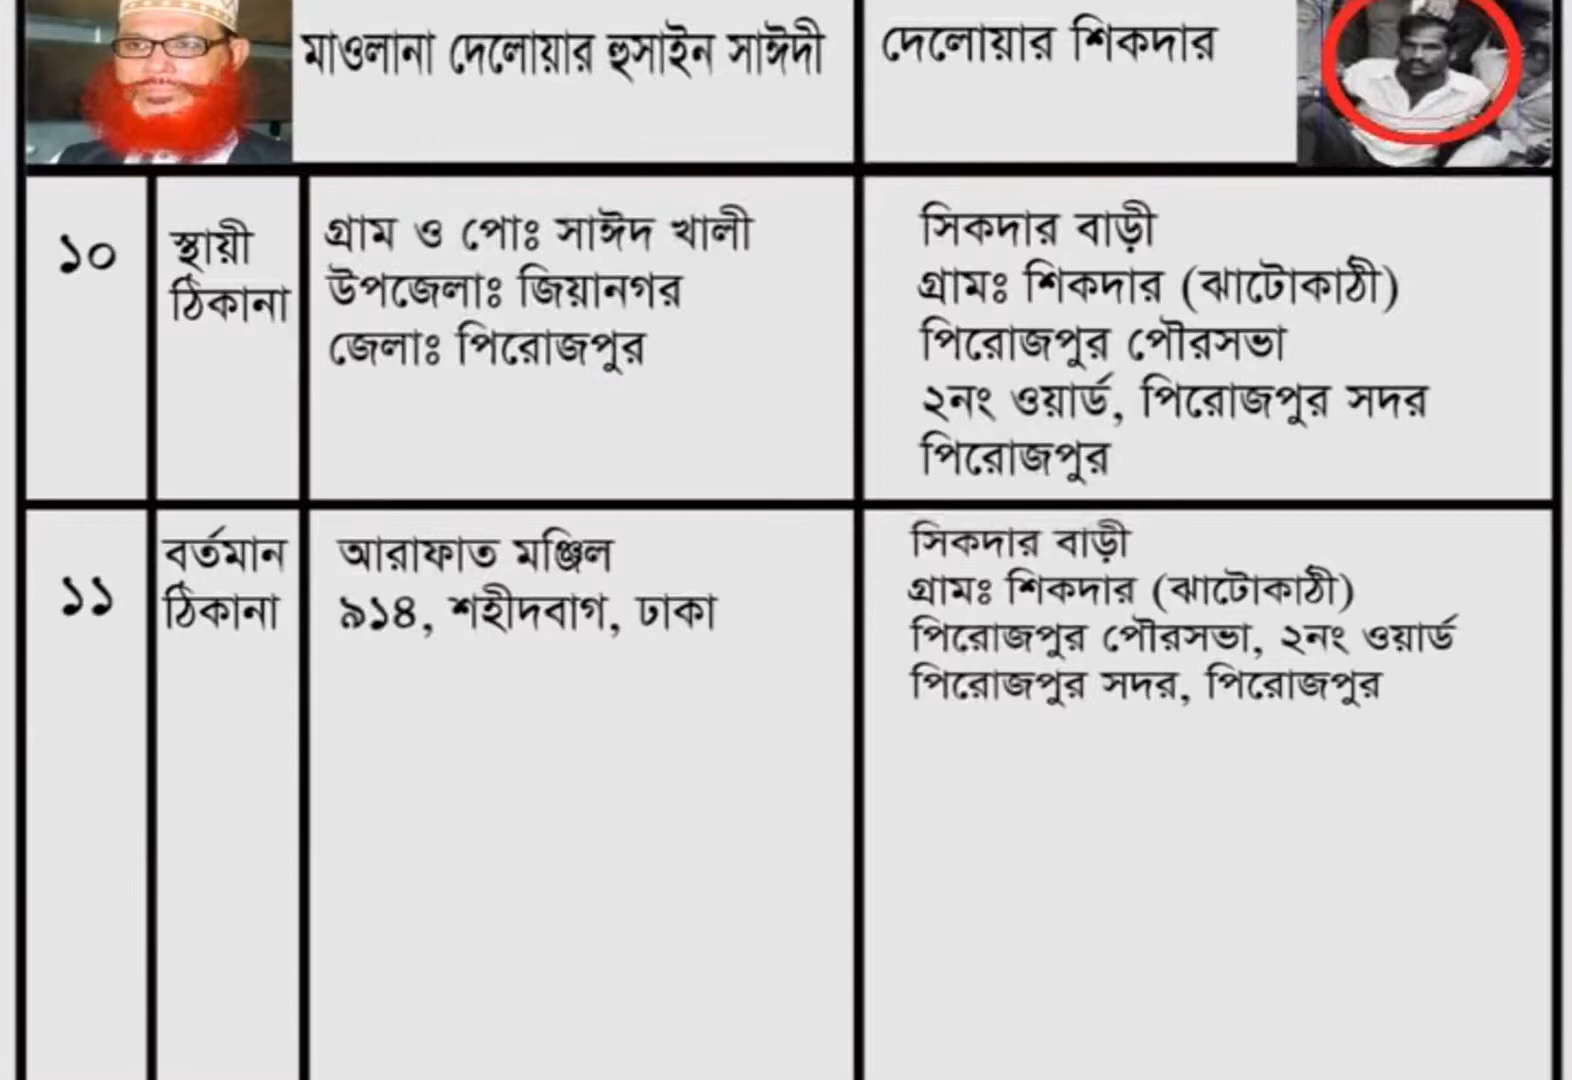 মাওলানা দেলোয়ার হুসাইন সাঈদী
দেলোয়ার শিকদার
১০
স্থায়ী
ঠিকানা
গ্রাম ও পোঃ সাঈদ খালী
উপজেলাঃ জিয়ানগর
জেলাঃ পিরোজপুর
সিকদার বাড়ী
গ্রামঃ শিকদার (ঝাটোকাঠী)
পিরোজপুর পৌরসভা
২নং ওয়ার্ড, পিরোজপুর সদর
পিরোজপুর
১১
বর্তমান
ঠিকানা
আরাফাত মঞ্জিল
৯১৪, শহীদবাগ, ঢাকা
সিকদার বাড়ী
গ্রামঃ শিকদার (ঝাটোকাঠী)
পিরোজপুর পৌরসভা, ২নং ওয়ার্ড
পিরোজপুর সদর, পিরোজপুর